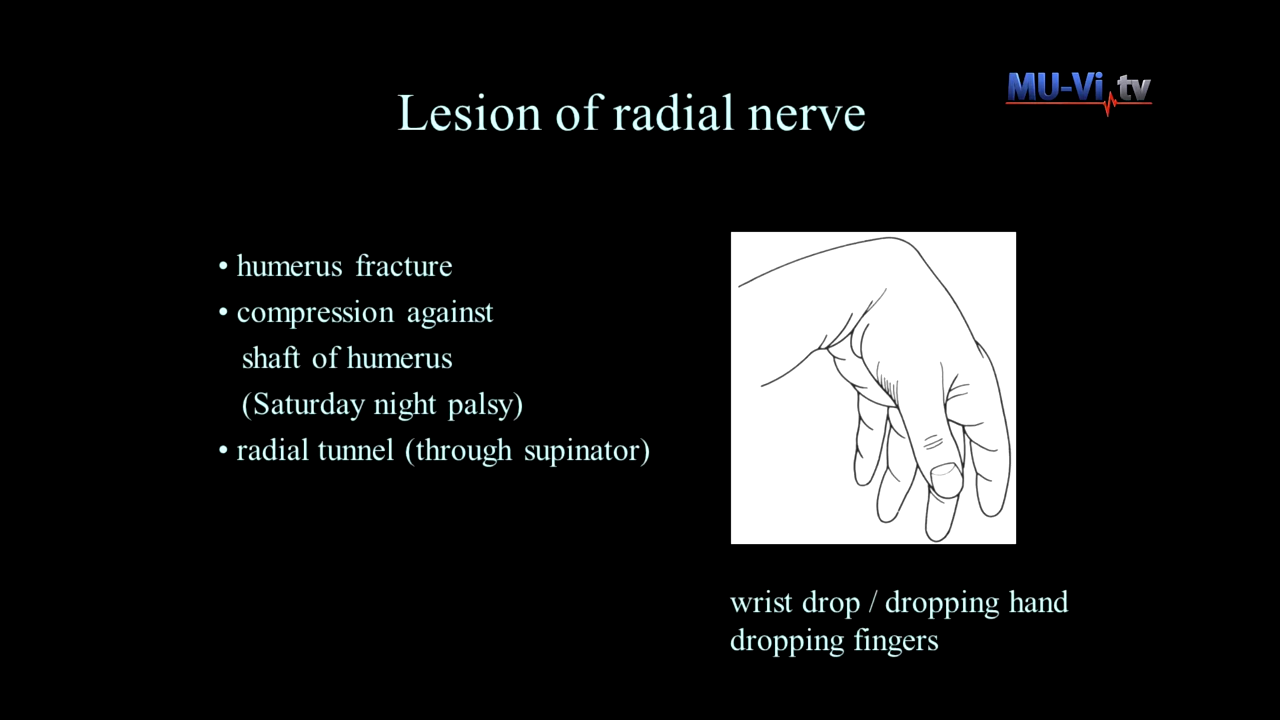 MU-Vi.tv
Lesion of radial nerve
• humerus fracture
• compression against
shaft of humerus
(Saturday night palsy)
• radial tunnel (through supinator)
wrist drop / dropping hand
dropping fingers